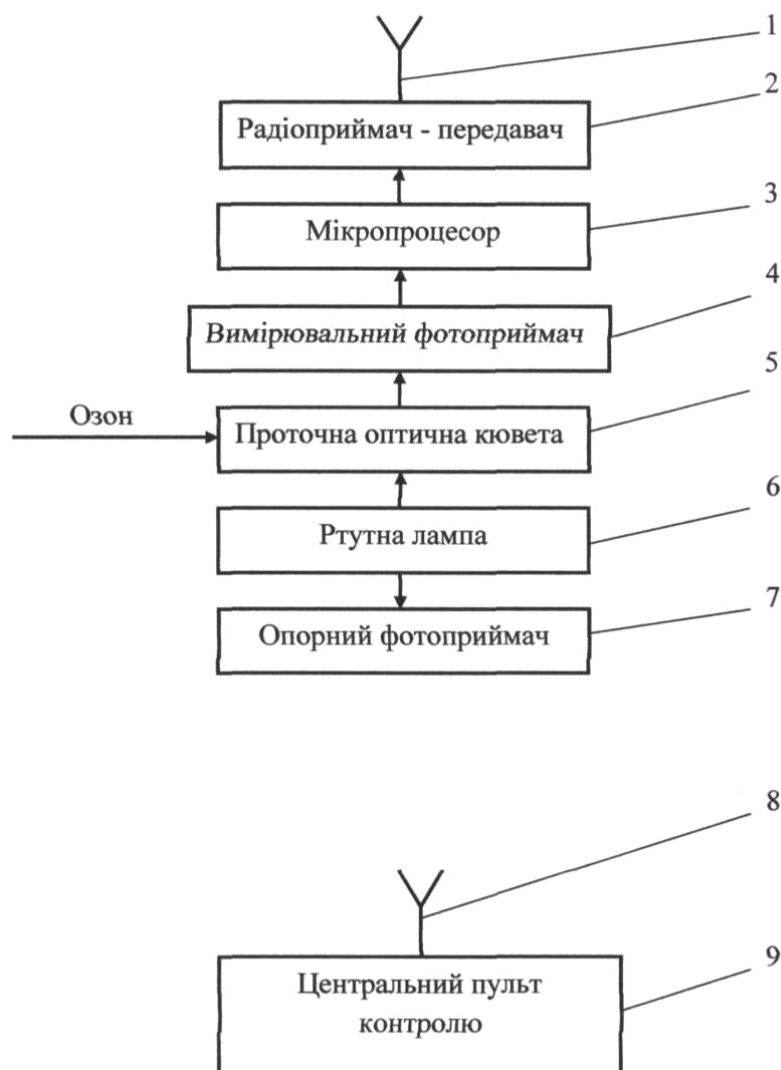 1
2
Радіоприймач - передавач
3
Мікропроцесор
4
Вимірювальний фотоприймач
5
Озон
Проточна оптична кювета
6
Ртутна лампа
7
Опорний фотоприймач
8
9
Центральний пульт
контролю